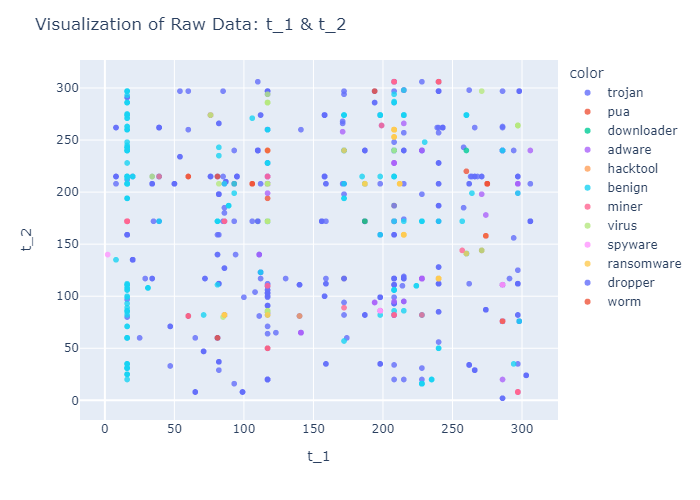 Visualization of Raw Data: t_1 & t_2
color
trojan
pua
downloader
adware
hacktool
benign
miner
virus
spyware
ransomware
dropper
worm
t_2
300
250
200
150
100
50
0
0 50 100 150 200 250 300
t_1